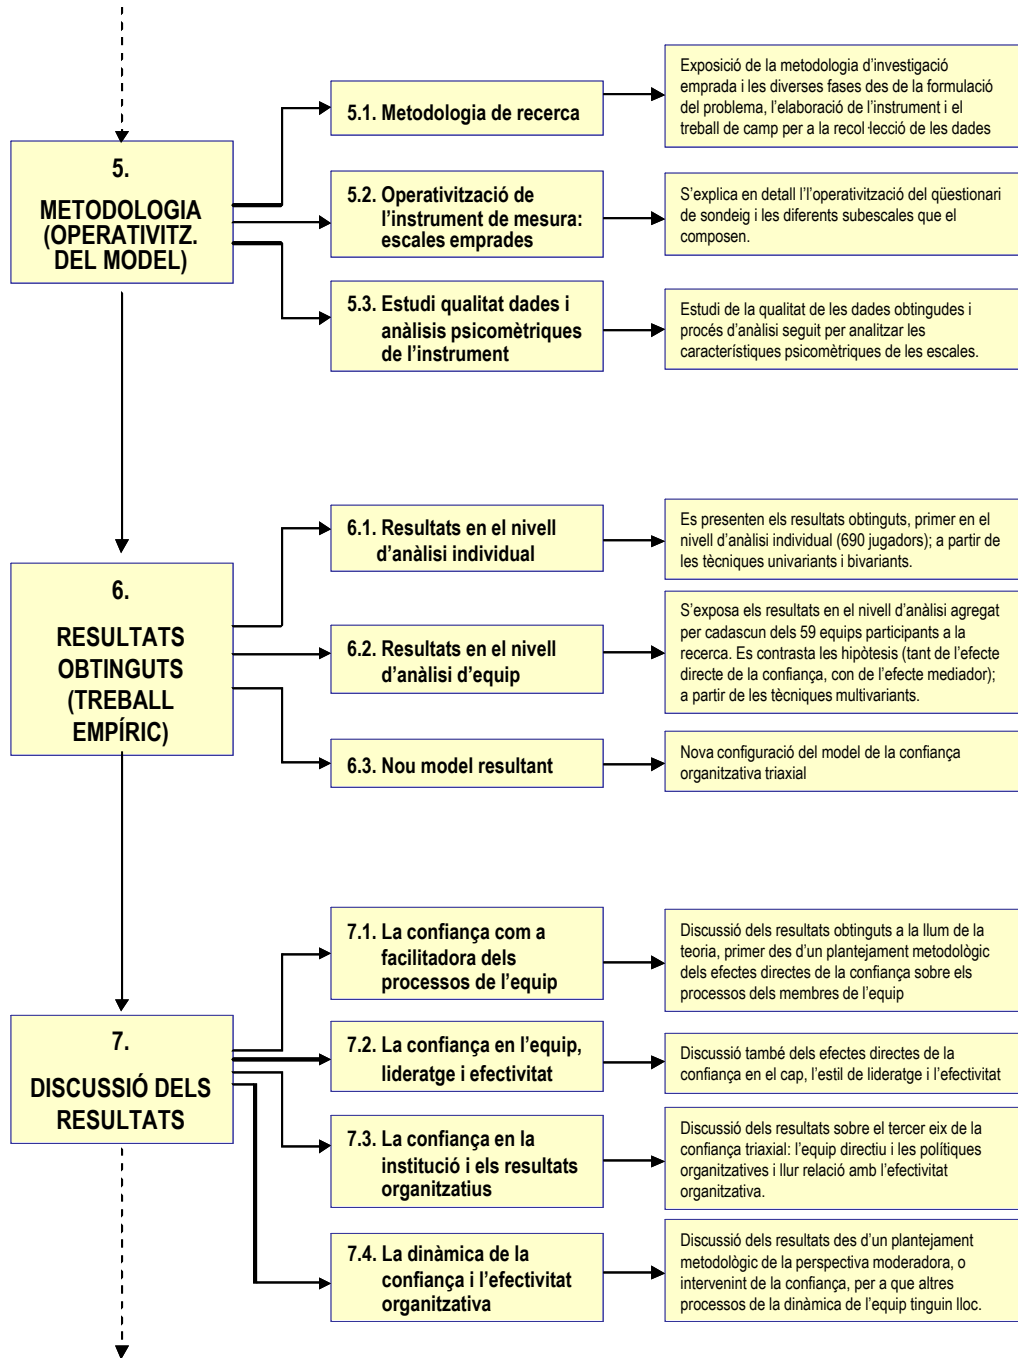 5.
METODOLOGIA
(OPERATIVITZ.
DEL MODEL)
5.1. Metodologia de recerca
Exposició de la metodologia d’investigació
emprada i les diverses fases des de la formulació
del problema, l’elaboració de l’instrument i el
treball de camp per a la recol·lecció de les dades
5.2. Operativització de
l’instrument de mesura:
escales emprades
S’explica en detall l’l’operativització del qüestionari
de sondeig i les diferents subescales que el
composen.
5.3. Estudi qualitat dades i
anàlisis psicomètriques
de l’instrument
Estudi de la qualitat de les dades obtingudes i
procés d’anàlisi seguit per analitzar les
característiques psicomètriques de les escales.
6.
RESULTATS
OBTINGUTS
(TREBALL
EMPÍRIC)
6.1. Resultats en el nivell
d’anàlisi individual
Es presenten els resultats obtinguts, primer en el
nivell d’anàlisi individual (690 jugadors); a partir de
les tècniques univariants i bivariants.
6.2. Resultats en el nivell
d’anàlisi d’equip
S’exposa els resultats en el nivell d’anàlisi agregat
per cadascun dels 59 equips participants a la
recerca. Es contrasta les hipòtesis (tant de l’efecte
directe de la confiança, con de l’efecte mediador);
a partir de les tècniques multivariants.
6.3. Nou model resultant
Nova configuració del model de la confiança
organitzativa triaxial
7.
DISCUSSIÓ DELS
RESULTATS
7.1. La confiança com a
facilitadora dels
processos de l’equip
Discussió dels resultats obtinguts a la llum de la
teoria, primer des d’un plantejament metodològic
dels efectes directes de la confiança sobre els
processos dels membres de l’equip
7.2. La confiança en l’equip,
lideratge i efectivitat
Discussió també dels efectes directes de la
confiança en el cap, l’estil de lideratge i l’efectivitat
7.3. La confiança en la
institució i els resultats
organitzatius
Discussió dels resultats sobre el tercer eix de la
confiança triaxial: l’equip directiu i les polítiques
organitzatives i llur relació amb l’efectivitat
organitzativa.
7.4. La dinàmica de la
confiança i l’efectivitat
organitzativa
Discussió dels resultats des d’un plantejament
metodològic de la perspectiva moderadora, o
intervenint de la confiança, per a que altres
processos de la dinàmica de l’equip tinguin lloc.